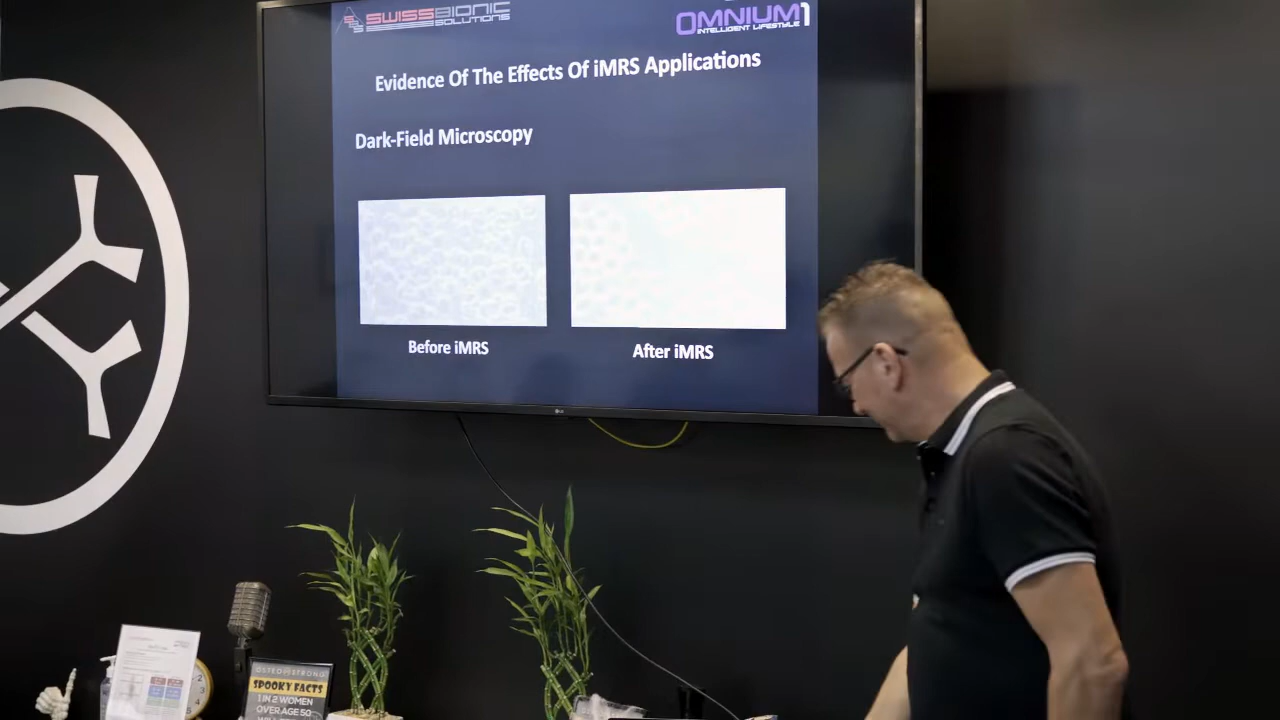 SWISSBIONIC
SOLUTIONS
OMNIUM1
INTELLIGENT LIFESTYLE
Evidence Of The Effects Of iMRS Applications
Dark-Field Microscopy
Before iMRS
After iMRS
LG
OSTEOSTRONG
SPOOKY FACTS
1 IN 2 WOMEN
OVER AGE 50